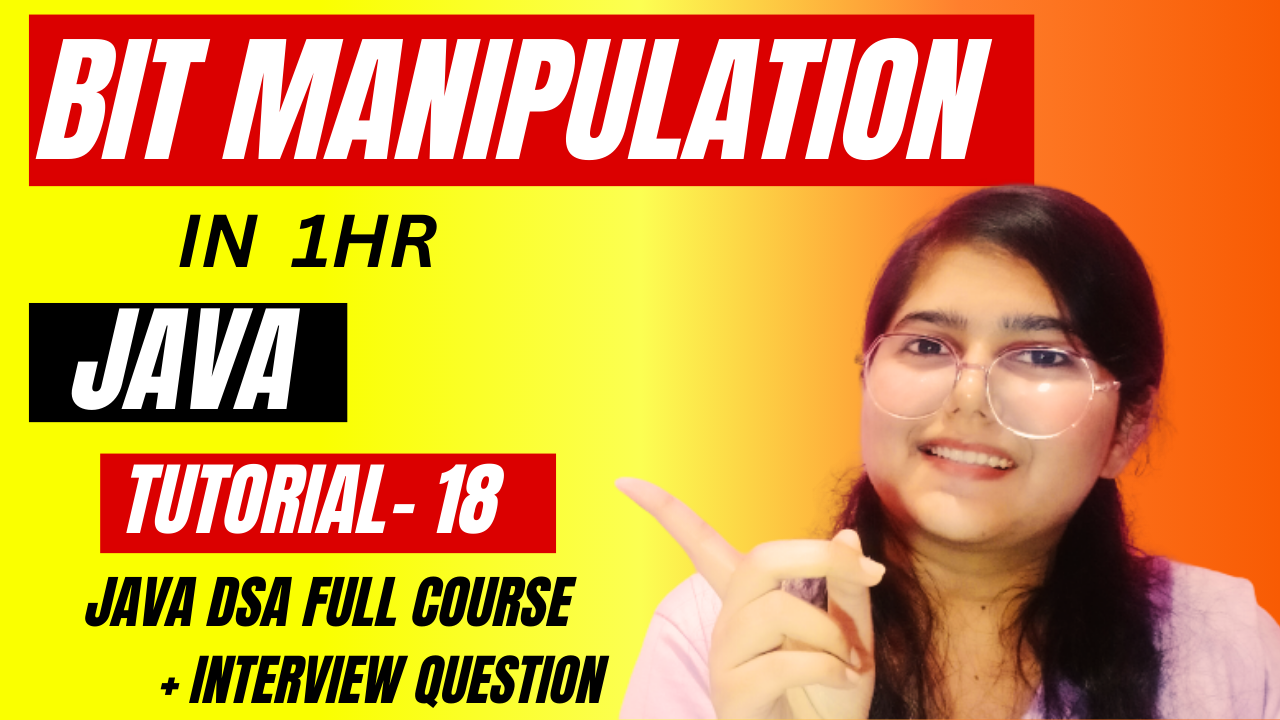 BIT MANIPULATION
IN 1HR
JAVA
TUTORIAL- 18
JAVA DSA FULL COURSE
+ INTERVIEW QUESTION